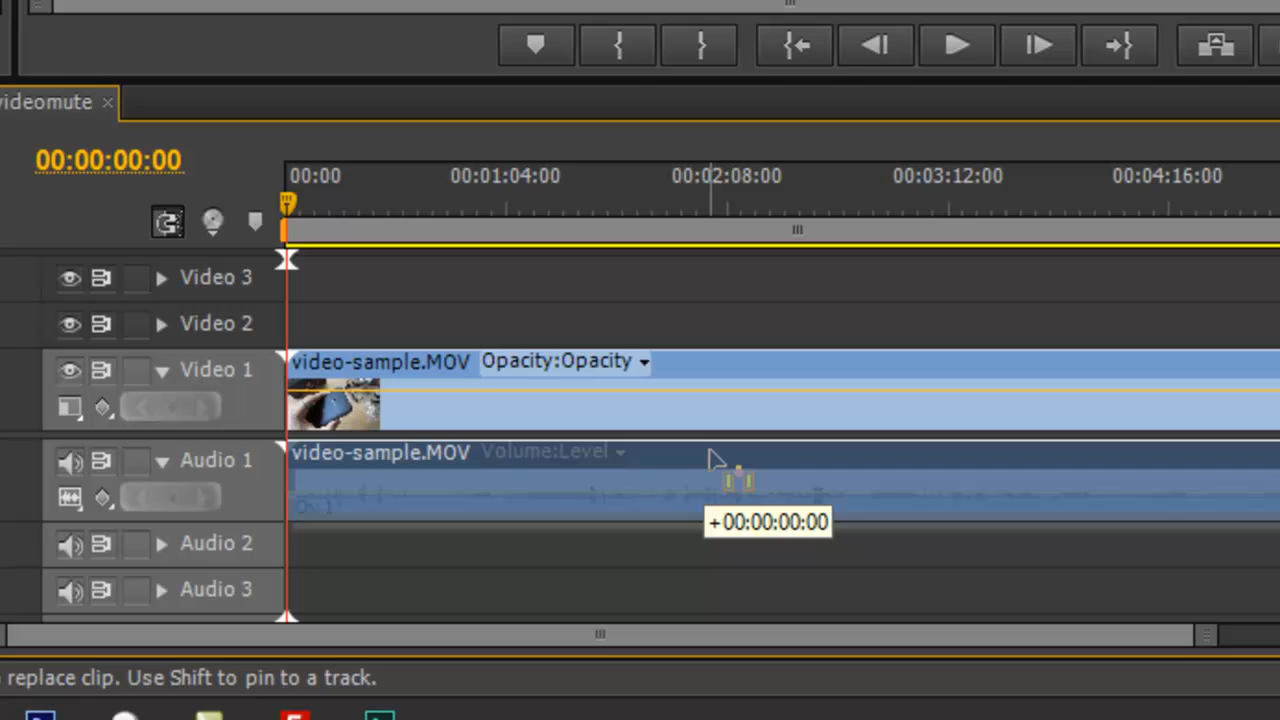 videomute ×
00:00:00:00
00:00 00:01:04:00 00:02:08:00 00:03:12:00 00:04:16:00
Video 3
Video 2
Video 1 video-sample.MOV Opacity:Opacity
Audio 1 video-sample.MOV Volume:Level
+00:00:00:00
Audio 2
Audio 3
replace clip. Use Shift to pin to a track.